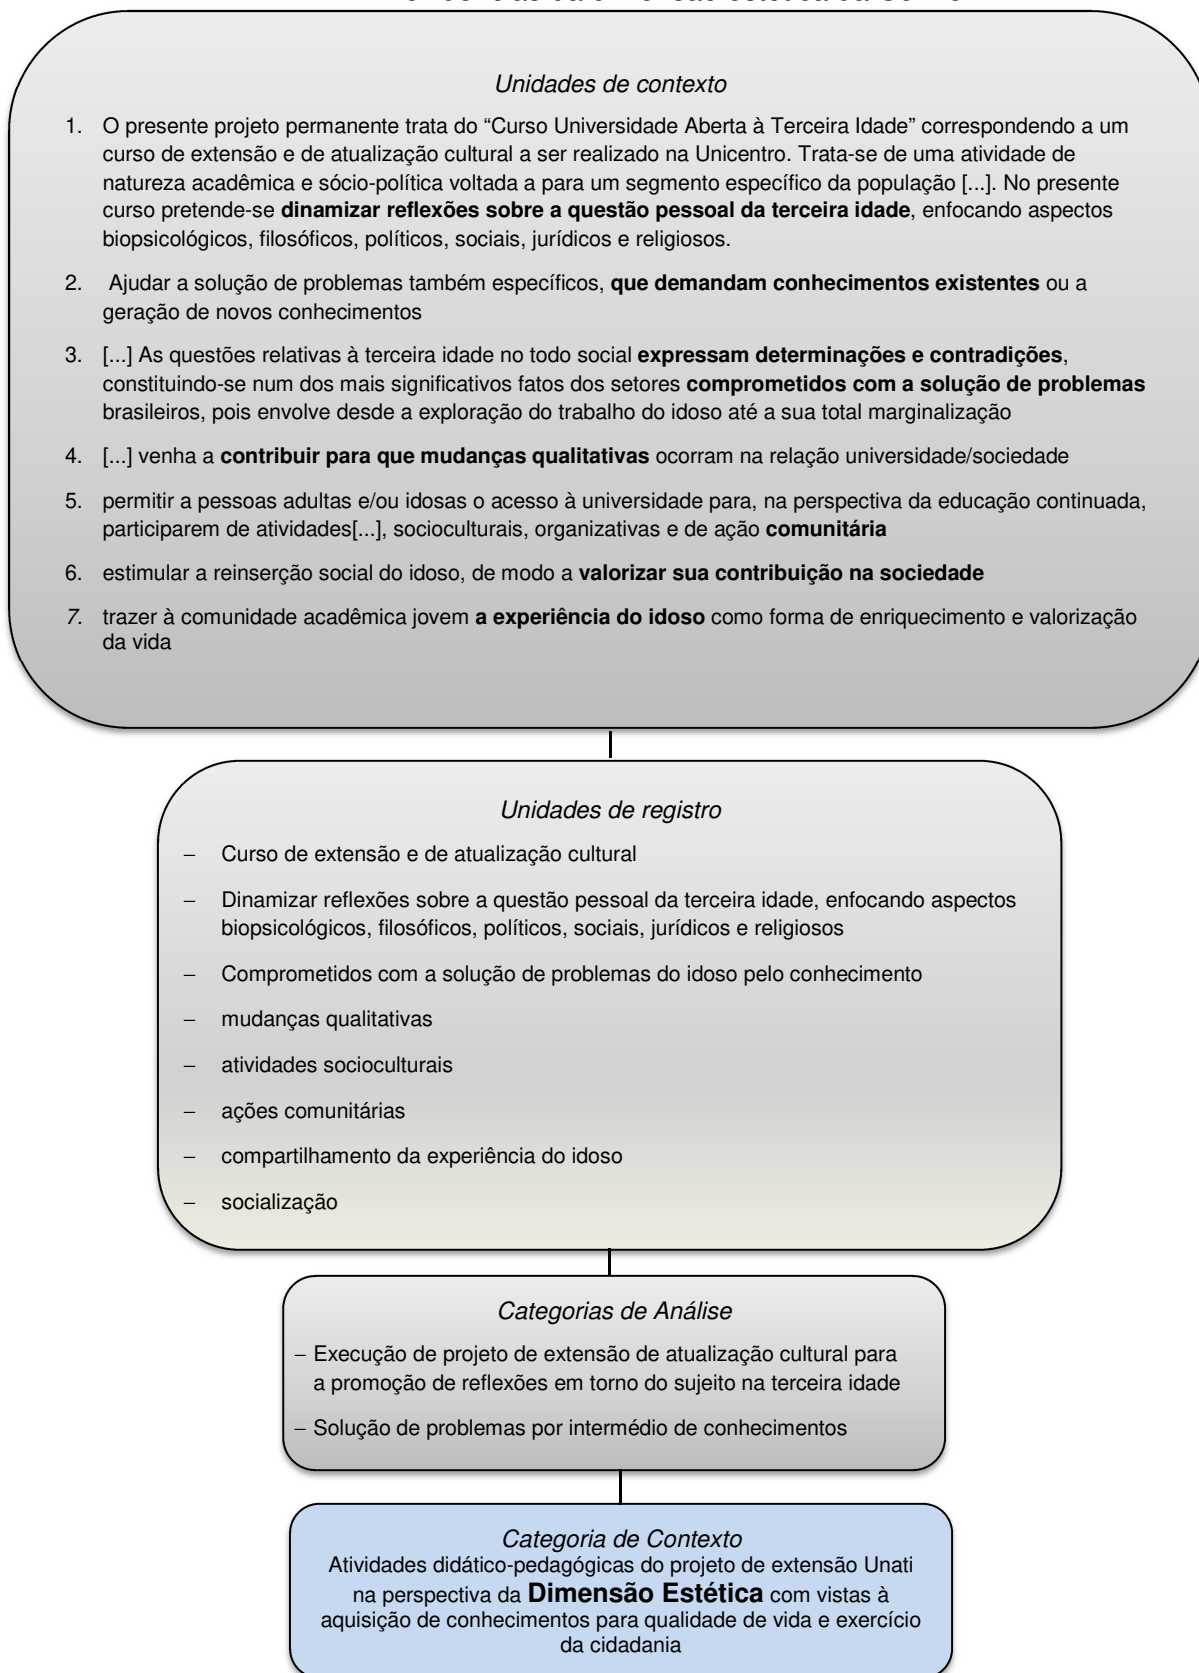 Unidades de contexto
1. O presente projeto permanente trata do “Curso Universidade Aberta à Terceira Idade” correspondendo a um
curso de extensão e de atualização cultural a ser realizado na Unicentro. Trata-se de uma atividade de
natureza acadêmica e sócio-política voltada a para um segmento específico da população [...]. No presente
curso pretende-se dinamizar reflexões sobre a questão pessoal da terceira idade, enfocando aspectos
biopsicológicos, filosóficos, políticos, sociais, jurídicos e religiosos.
2. Ajudar a solução de problemas também específicos, que demandam conhecimentos existentes ou a
geração de novos conhecimentos
3. [...] As questões relativas à terceira idade no todo social expressam determinações e contradições,
constituindo-se num dos mais significativos fatos dos setores comprometidos com a solução de problemas
brasileiros, pois envolve desde a exploração do trabalho do idoso até a sua total marginalização
4. [...] venha a contribuir para que mudanças qualitativas ocorram na relação universidade/sociedade
5. permitir a pessoas adultas e/ou idosas o acesso à universidade para, na perspectiva da educação continuada,
participarem de atividades[...], socioculturais, organizativas e de ação comunitária
6. estimular a reinserção social do idoso, de modo a valorizar sua contribuição na sociedade
7. trazer à comunidade acadêmica jovem a experiência do idoso como forma de enriquecimento e valorização
da vida
Unidades de registro
– Curso de extensão e de atualização cultural
– Dinamizar reflexões sobre a questão pessoal da terceira idade, enfocando aspectos
biopsicológicos, filosóficos, políticos, sociais, jurídicos e religiosos
– Comprometidos com a solução de problemas do idoso pelo conhecimento
– mudanças qualitativas
– atividades socioculturais
– ações comunitárias
– compartilhamento da experiência do idoso
– socialização
Categorias de Análise
– Execução de projeto de extensão de atualização cultural para
a promoção de reflexões em torno do sujeito na terceira idade
– Solução de problemas por intermédio de conhecimentos
Categoria de Contexto
Atividades didático-pedagógicas do projeto de extensão Unati
na perspectiva da Dimensão Estética com vistas à
aquisição de conhecimentos para qualidade de vida e exercício
da cidadania